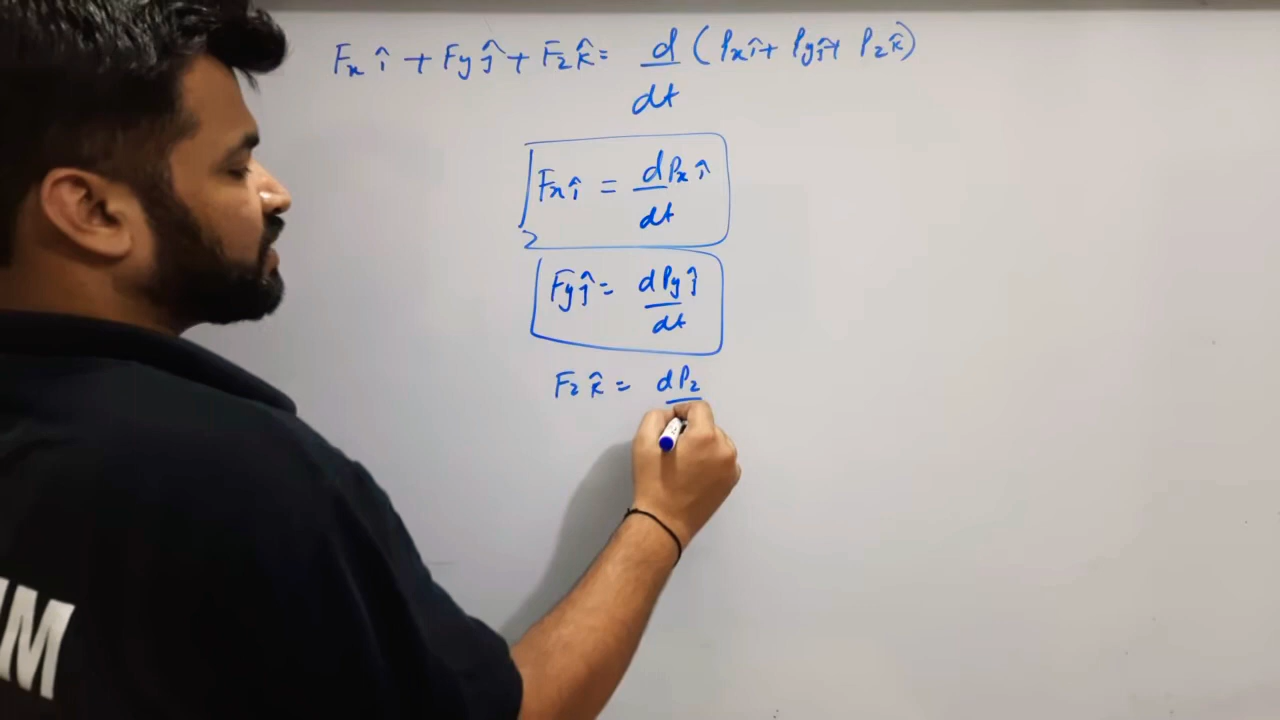 Fx î + Fy ĵ + Fz k̂ = d/dt (Px î + Py ĵ + Pz k̂)
Fx î = dPx î/dt
Fy ĵ = dPy ĵ/dt
Fz k̂ = dPz
M